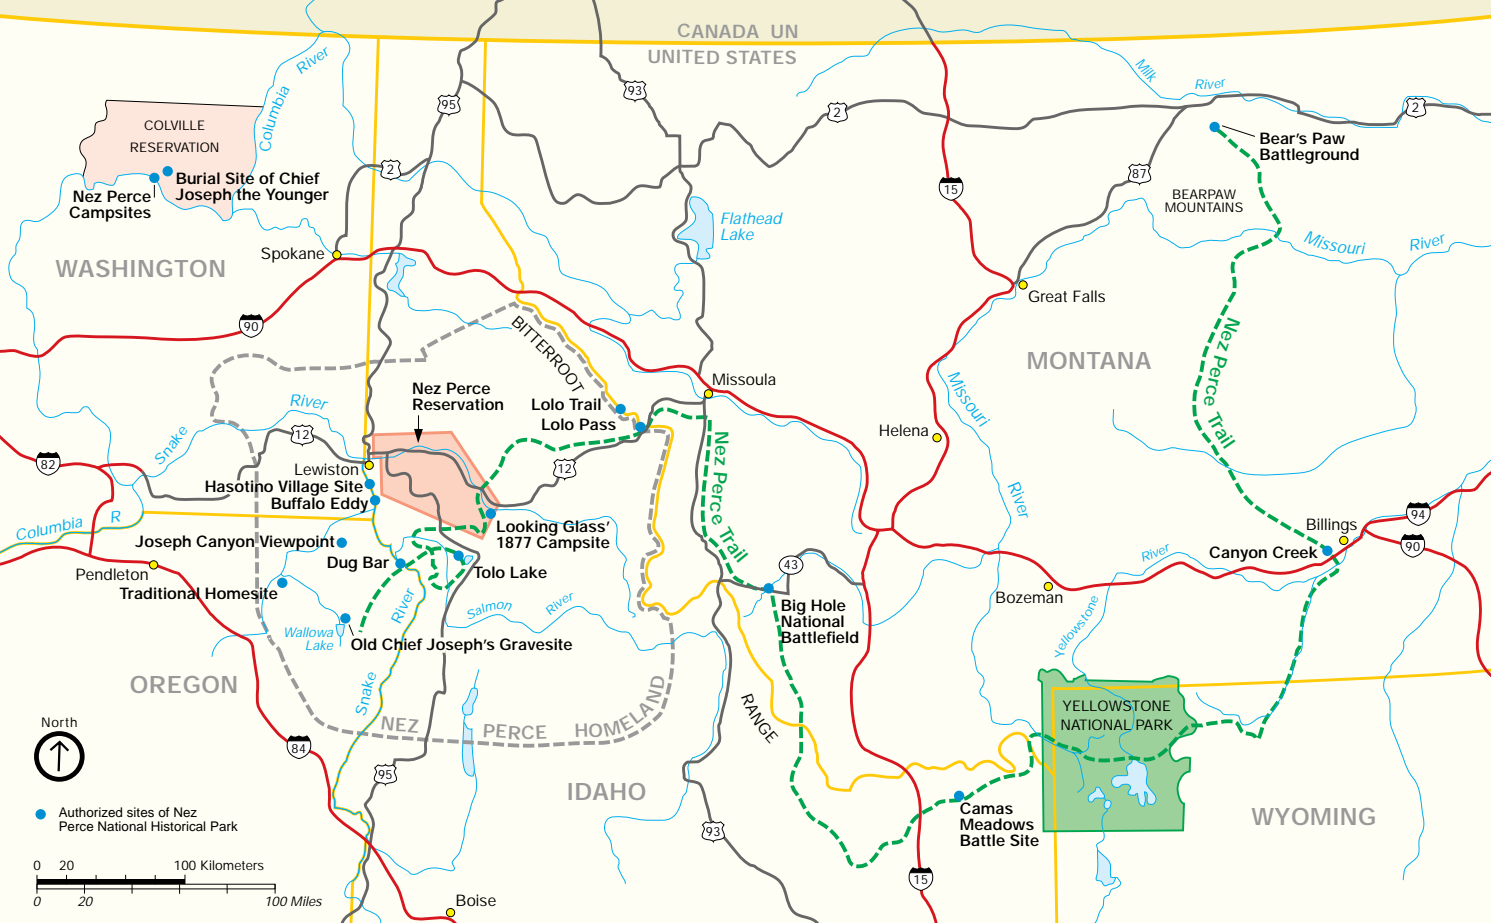 CANADA UN
UNITED STATES
Columbia
River
95
93
2
Milk
River
2
COLVILLE
RESERVATION
Bear's Paw
Battleground
2
87
15
Burial Site of Chief
Joseph the Younger
Nez Perce
Campsites
BEARPAW
MOUNTAINS
Flathead
Lake
Missouri
River
Spokane
WASHINGTON
Great Falls
90
BITTERROOT
Nez Perce Trail
MONTANA
Missoula
Nez Perce
Reservation
Lolo Trail
Lolo Pass
River
Snake
12
Missouri
River
Helena
82
Lewiston
12
Hasotino Village Site
Buffalo Eddy
Nez Perce Trail
Columbia
R
Looking Glass'
1877 Campsite
94
90
Billings
Canyon Creek
River
Yellowstone
Joseph Canyon Viewpoint
Dug Bar
Tolo Lake
43
Pendleton
Traditional Homesite
Bozeman
Big Hole
National
Battlefield
Salmon
River
River
Snake
Wallowa
Lake
Old Chief Joseph's Gravesite
OREGON
NEZ PERCE HOMELAND
RANGE
YELLOWSTONE
NATIONAL PARK
North
84
95
IDAHO
WYOMING
Camas
Meadows
Battle Site
93
15
Authorized sites of Nez
Perce National Historical Park
0 20 100 Kilometers
0 20 100 Miles
Boise